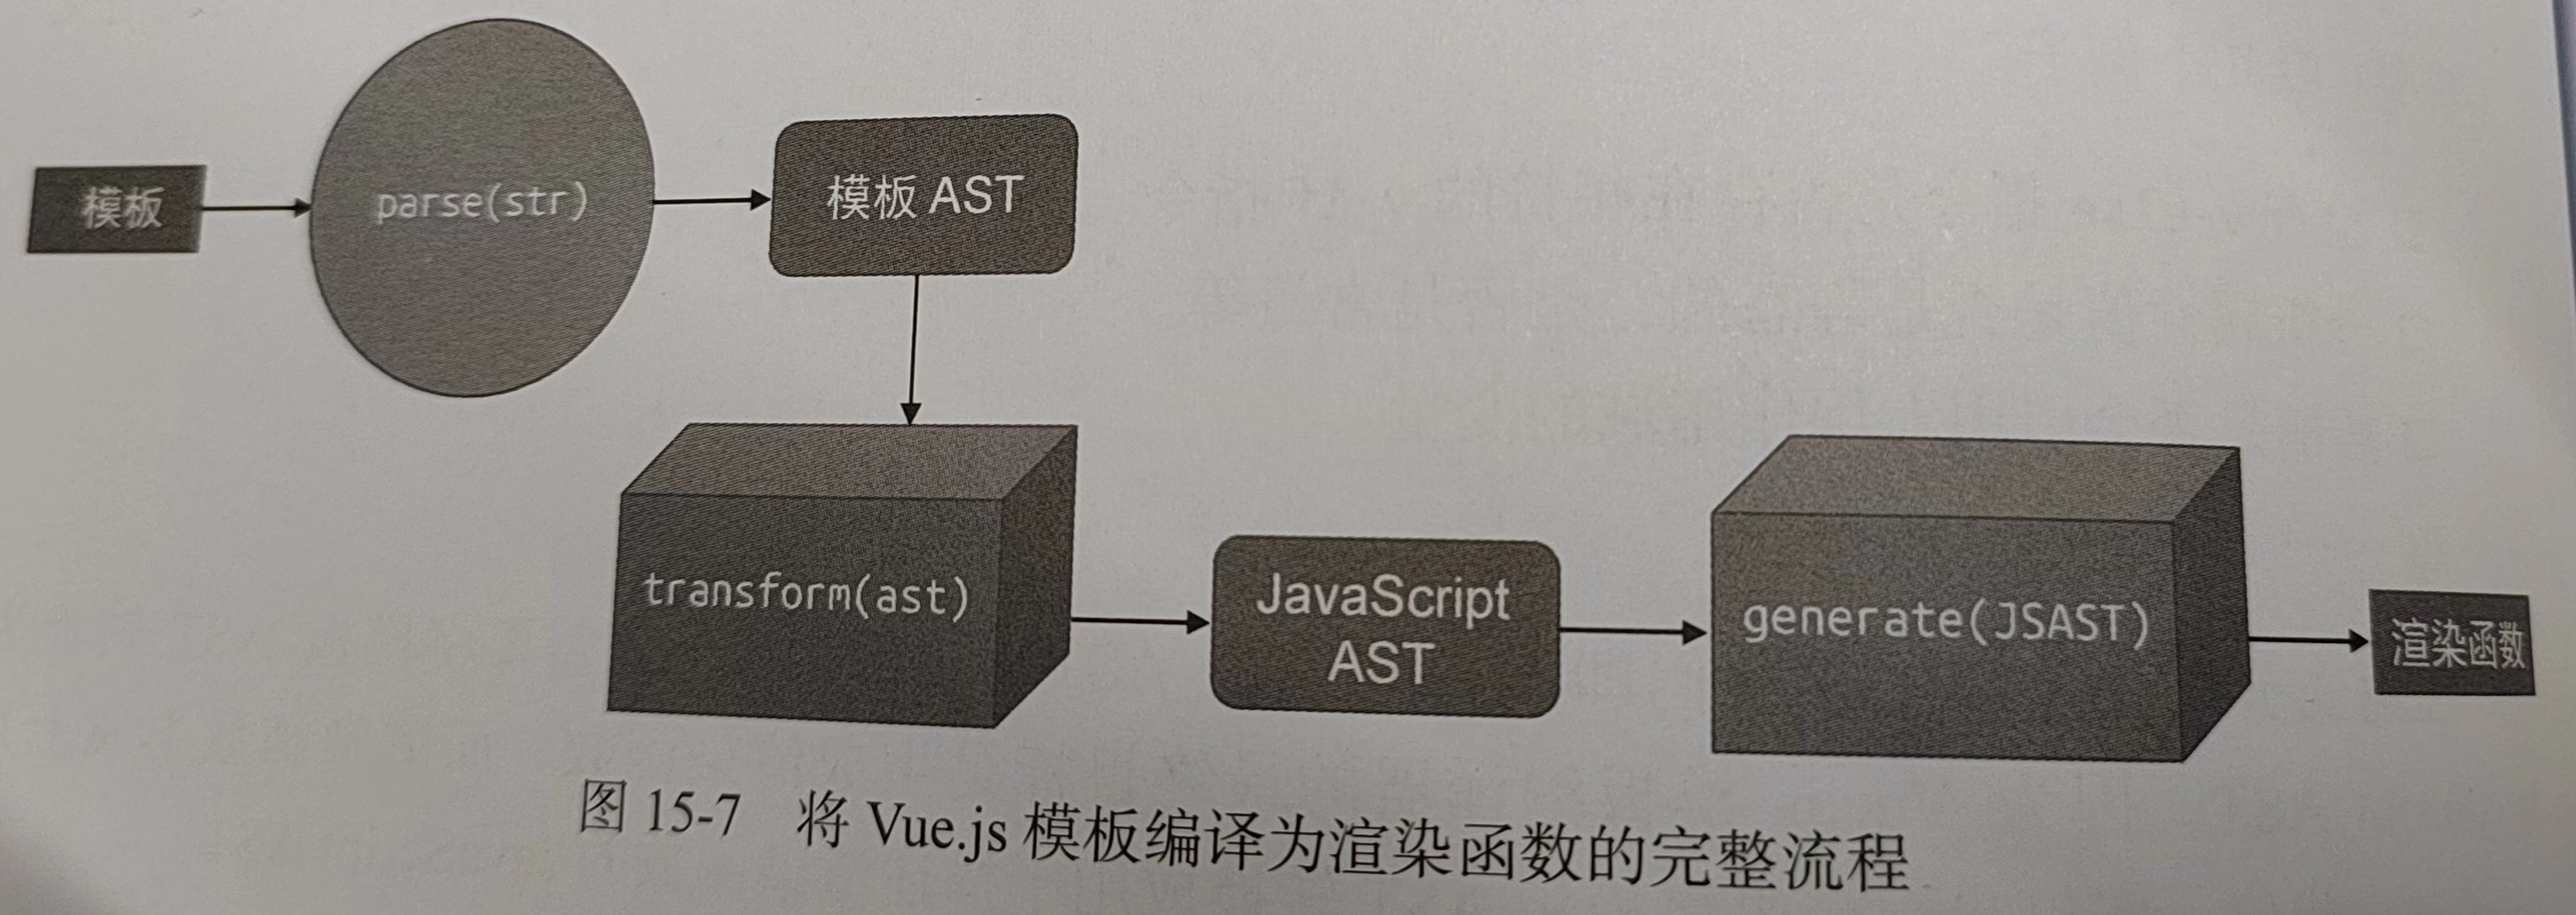 模板
parse(str)
模板 AST
transform(ast)
JavaScript
AST
generate(JSAST)
渲染函数
图 15-7 将 Vue.js 模板编译为渲染函数的完整流程